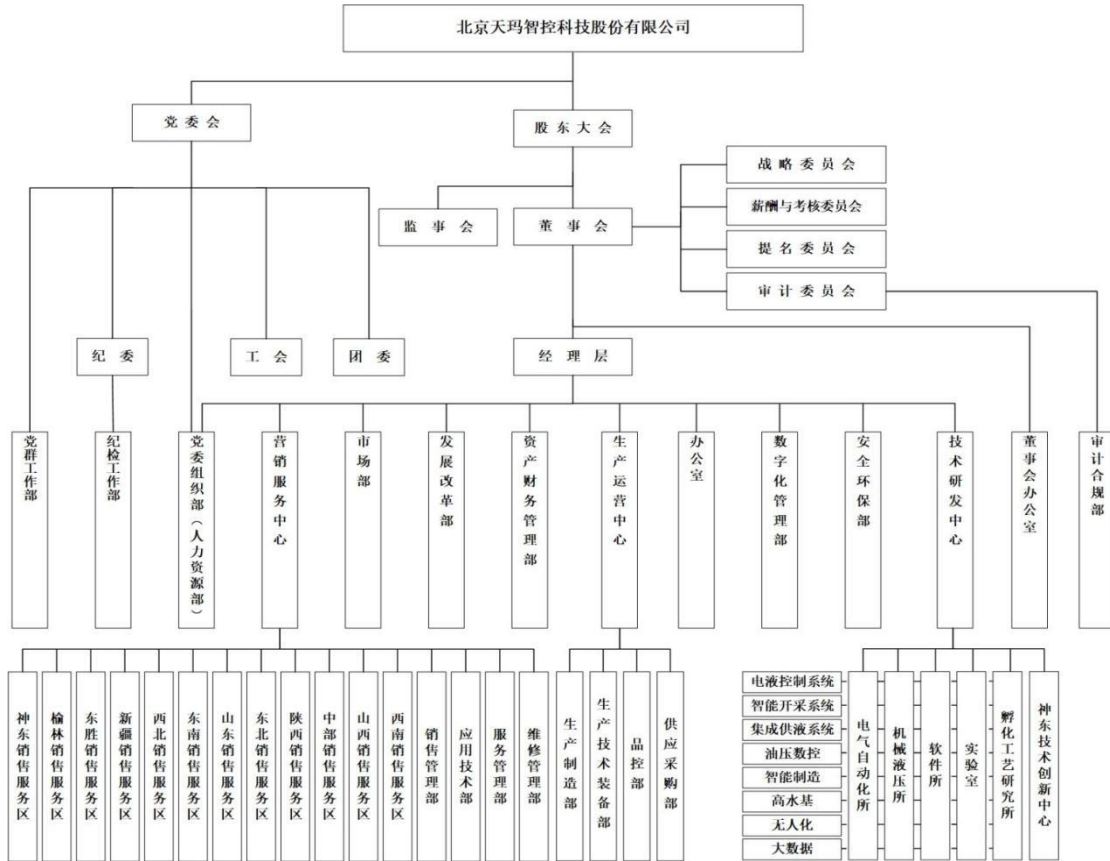 北京天玛智控科技股份有限公司
党委会
股东大会
战略委员会
薪酬与考核委员会
提名委员会
审计委员会
监事会
董事会
纪委
工会
团委
经理层
党群工作部
纪检工作部
党委组织部（人力资源部）
营销服务中心
市场部
发展改革部
资产财务管理部
生产运营中心
办公室
数字化管理部
安全环保部
技术研发中心
董事会办公室
审计合规部
神东销售服务区
榆林销售服务区
东胜销售服务区
新疆销售服务区
西北销售服务区
东南销售服务区
山东销售服务区
东北销售服务区
陕西销售服务区
中部销售服务区
山西销售服务区
西南销售服务区
销售管理部
应用技术部
服务管理部
维修管理部
生产制造部
生产技术装备部
品控部
供应采购部
电液控制系统
智能开采系统
集成供液系统
油压数控
智能制造
高水基
无人化
大数据
电气自动化所
机械液压所
软件所
实验室
孵化工艺研究所
神东技术创新中心